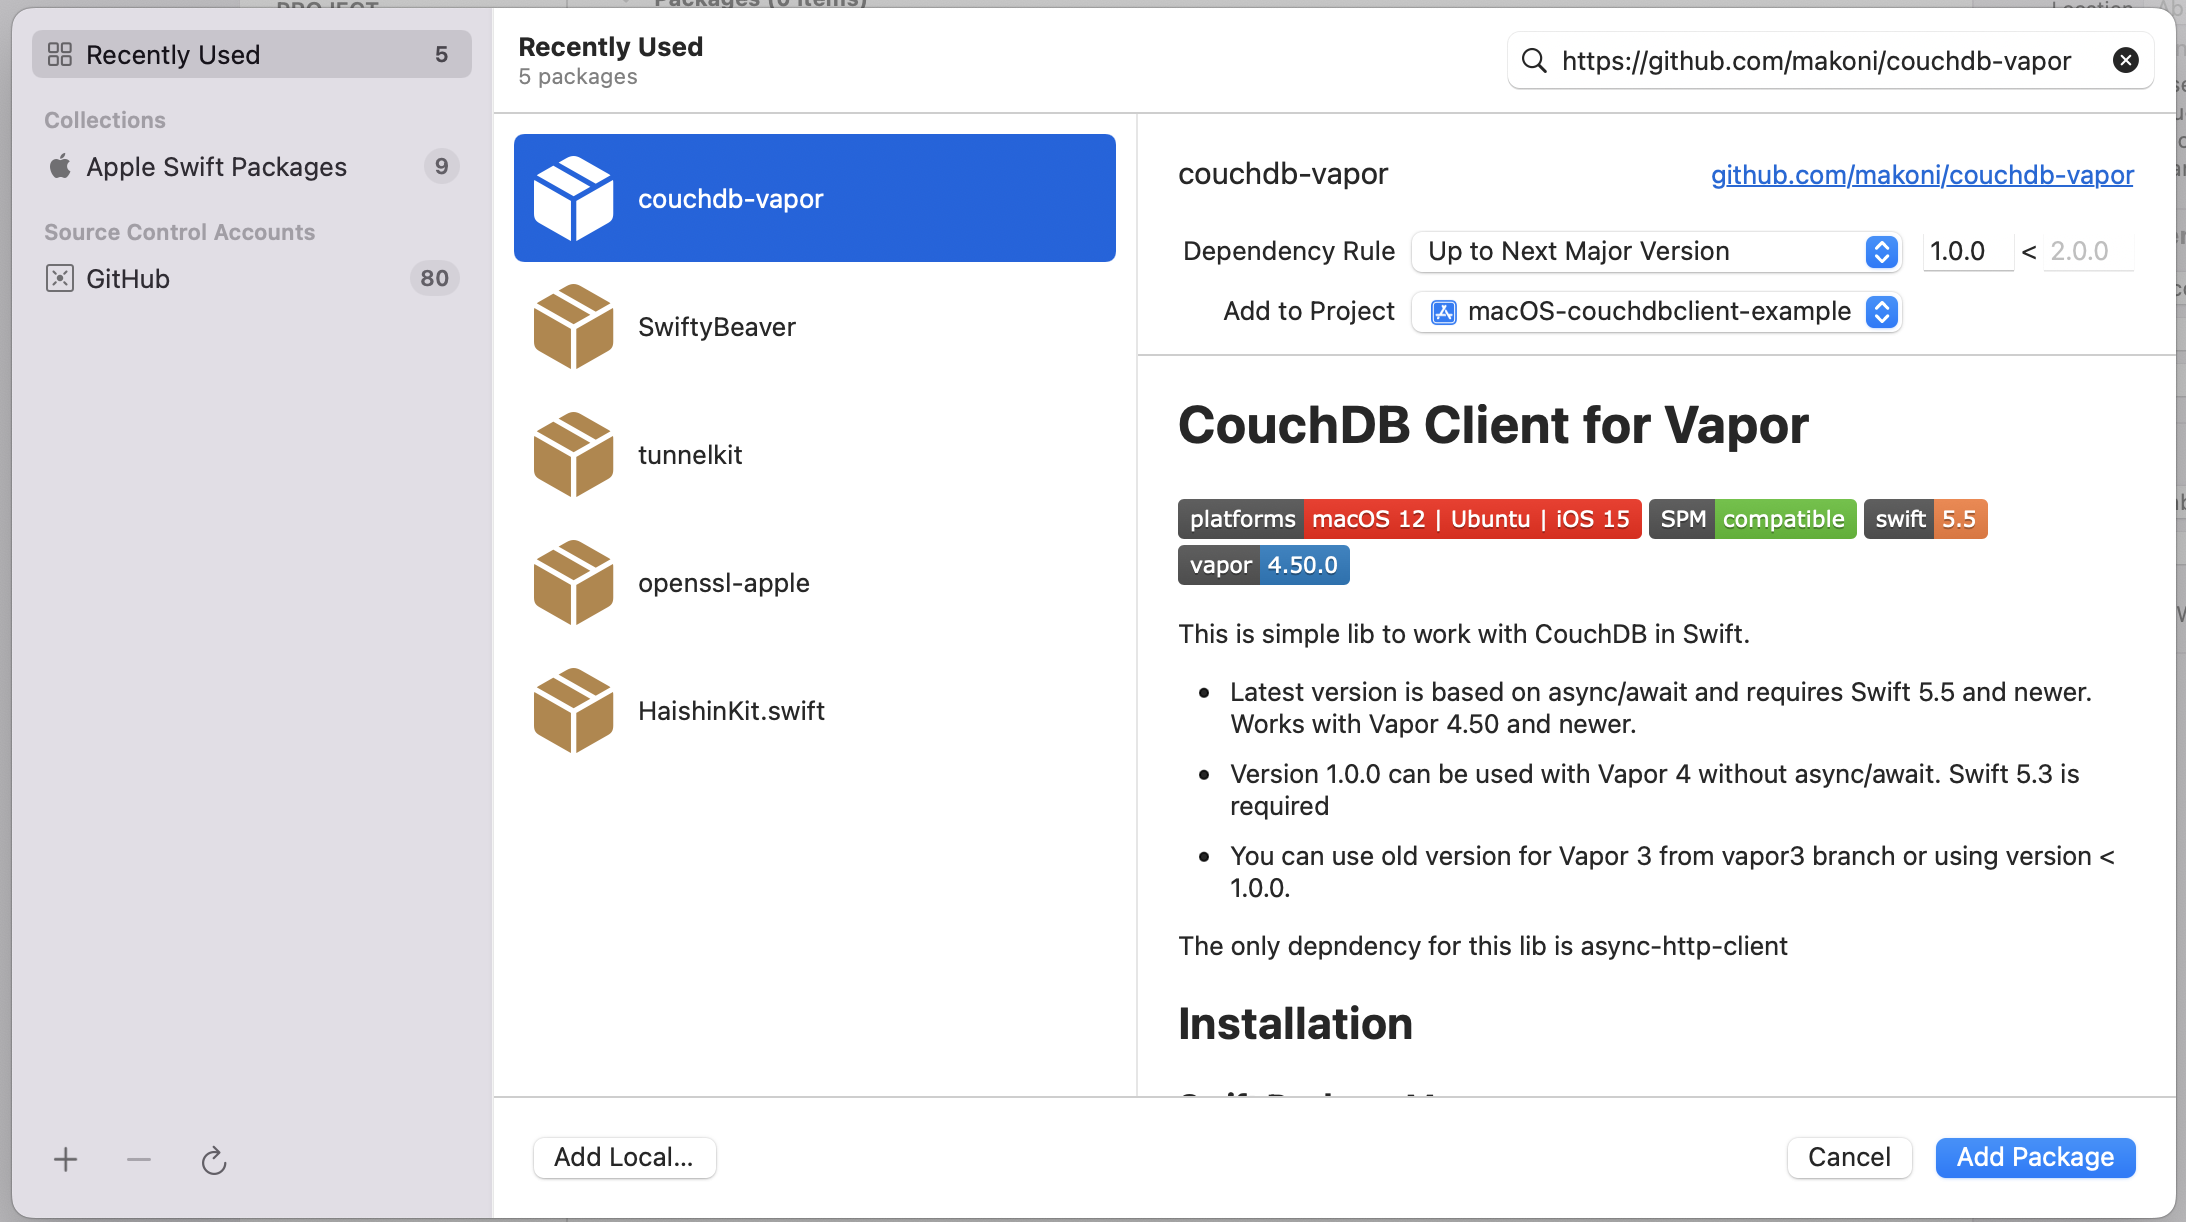 PROJECT
Packages (0 items)
Location
Recently Used 5
Collections
Apple Swift Packages 9
Source Control Accounts
GitHub 80
Recently Used
5 packages
https://github.com/makoni/couchdb-vapor
couchdb-vapor
SwiftyBeaver
tunnelkit
openssl-apple
HaishinKit.swift
couchdb-vapor github.com/makoni/couchdb-vapor
Dependency Rule Up to Next Major Version 1.0.0 < 2.0.0
Add to Project macOS-couchdbclient-example
CouchDB Client for Vapor
platforms macOS 12 | Ubuntu | iOS 15 SPM compatible swift 5.5
vapor 4.50.0
This is simple lib to work with CouchDB in Swift.
• Latest version is based on async/await and requires Swift 5.5 and newer.
Works with Vapor 4.50 and newer.
• Version 1.0.0 can be used with Vapor 4 without async/await. Swift 5.3 is
required
• You can use old version for Vapor 3 from vapor3 branch or using version <
1.0.0.
The only depndency for this lib is async-http-client
Installation
Add Local...
Cancel Add Package